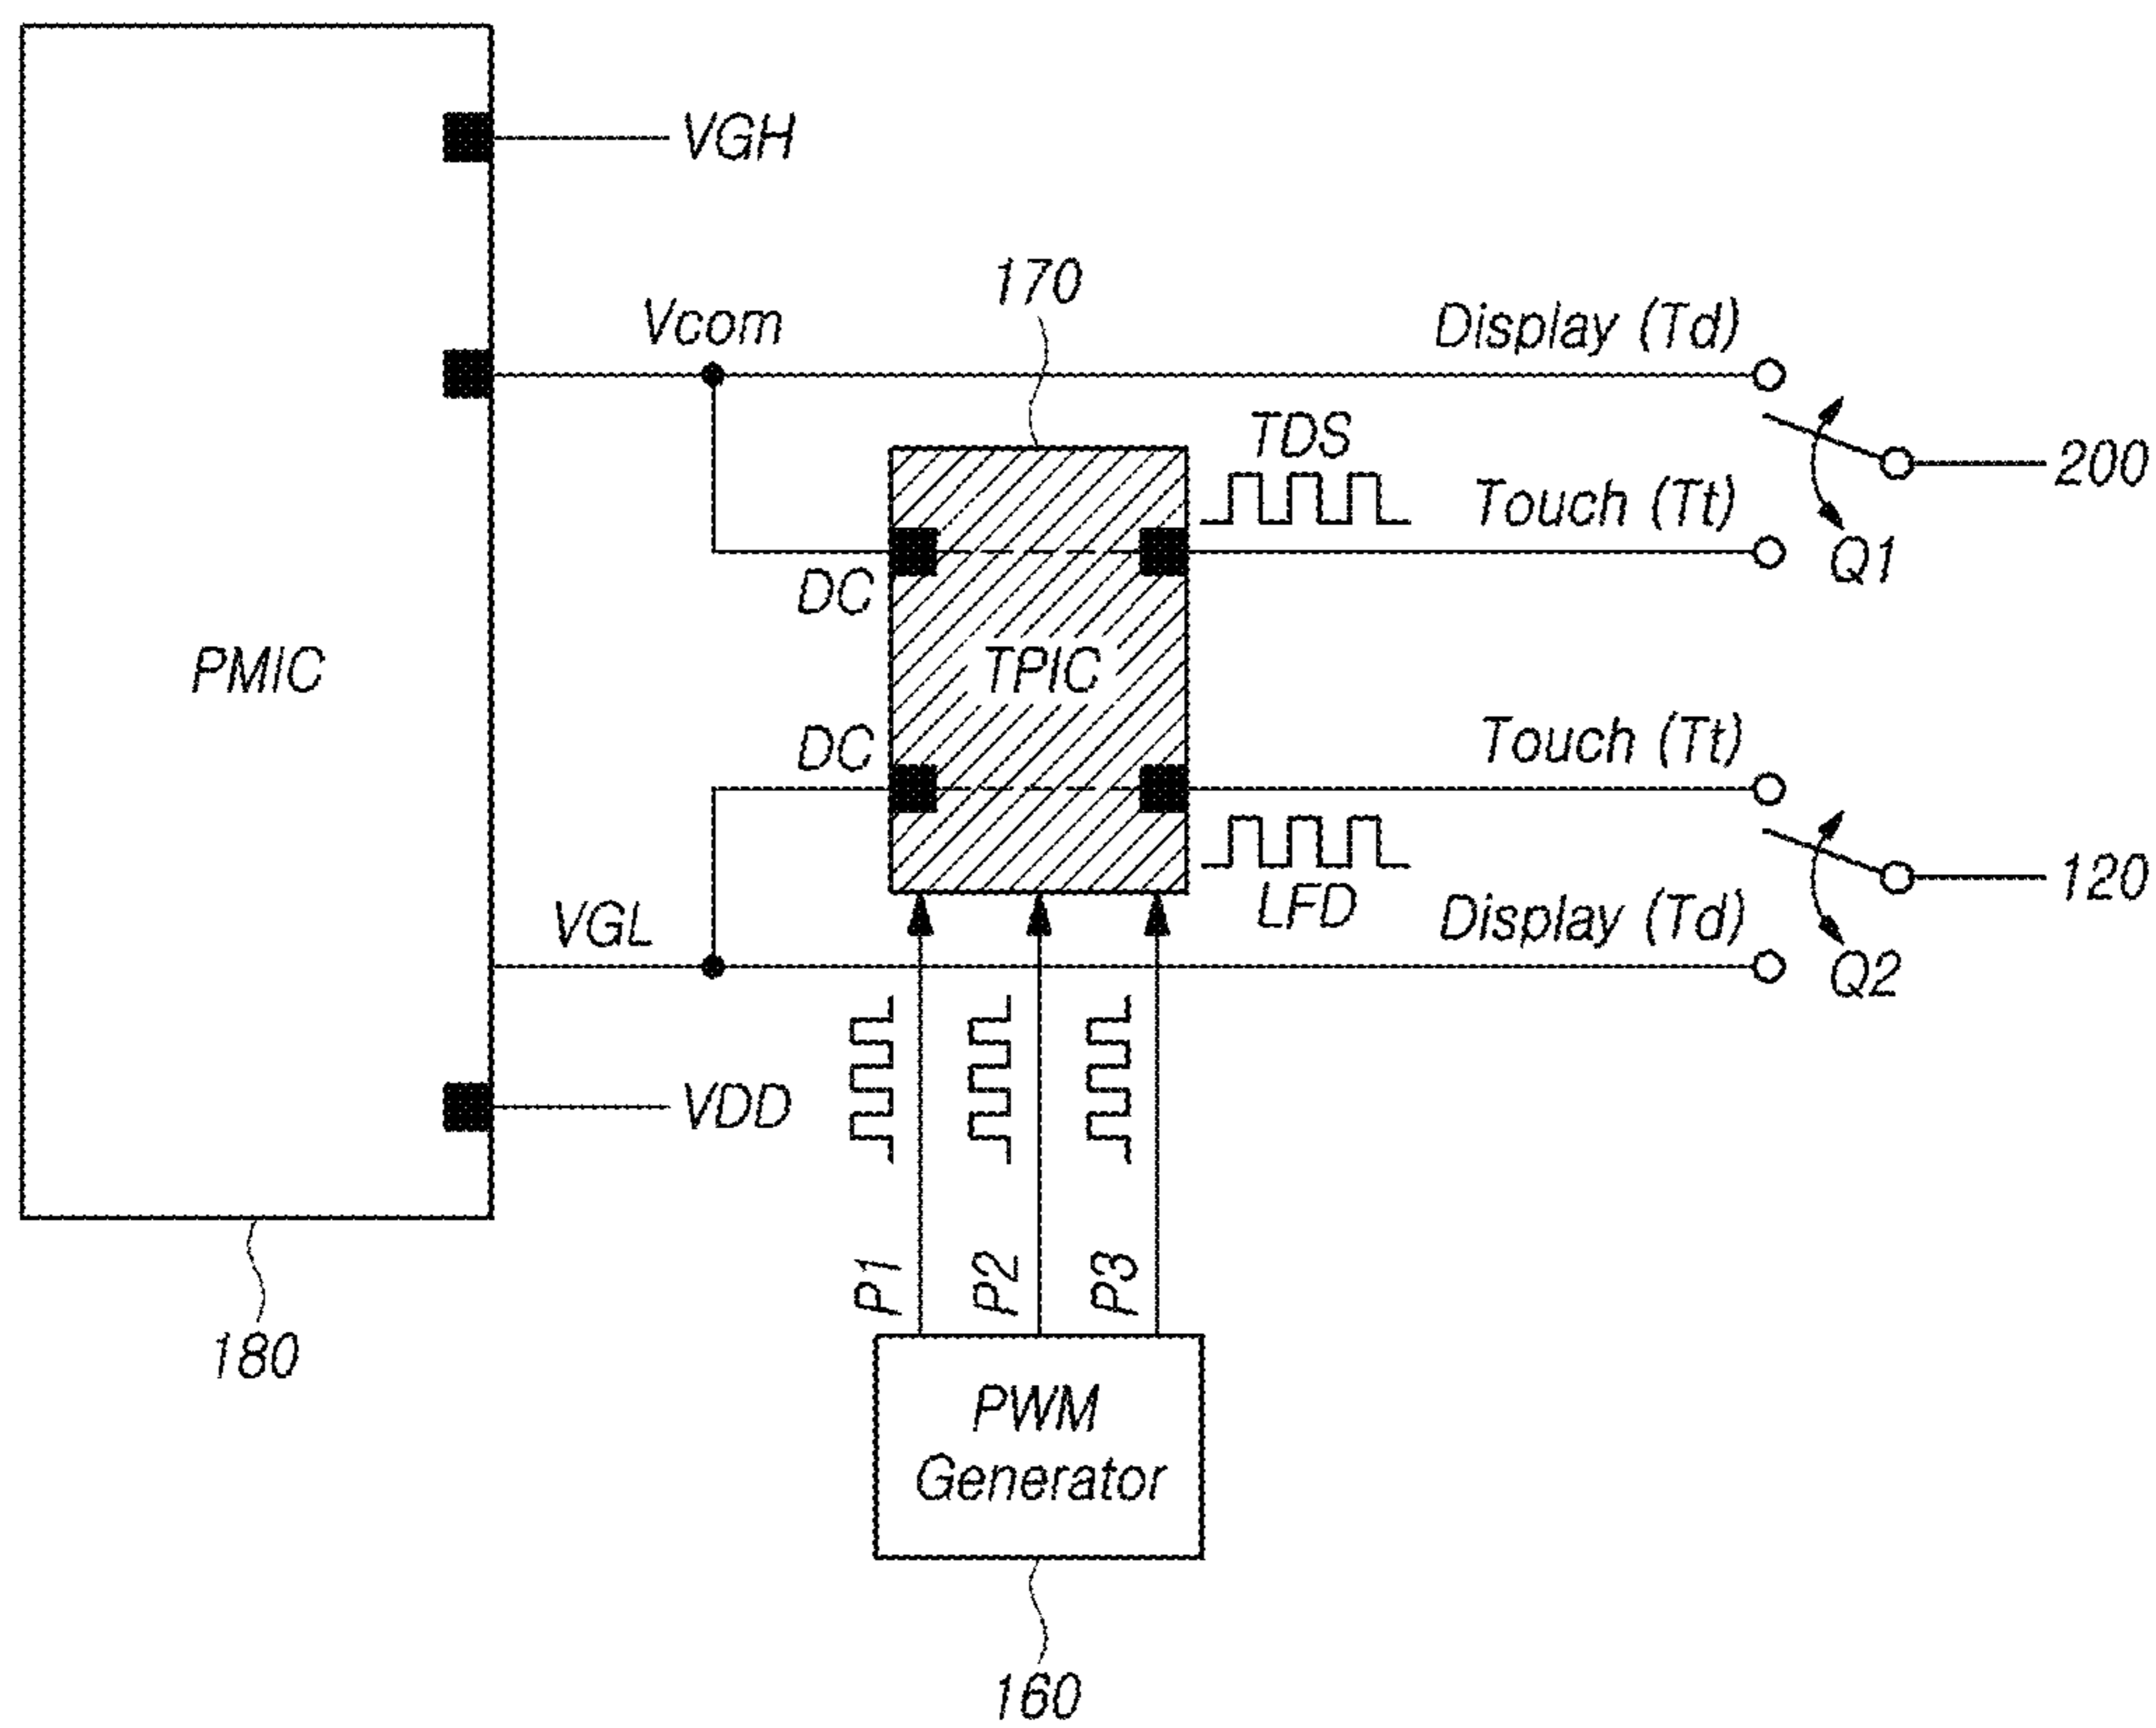 VGH
170
Vcom
Display (Td)
TDS
200
Touch (Tt)
Q1
DC
PMIC
TPIC
DC
Touch (Tt)
LFD
120
VGL
Display (Td)
Q2
VDD
P1
P2
P3
180
PWM
Generator
160